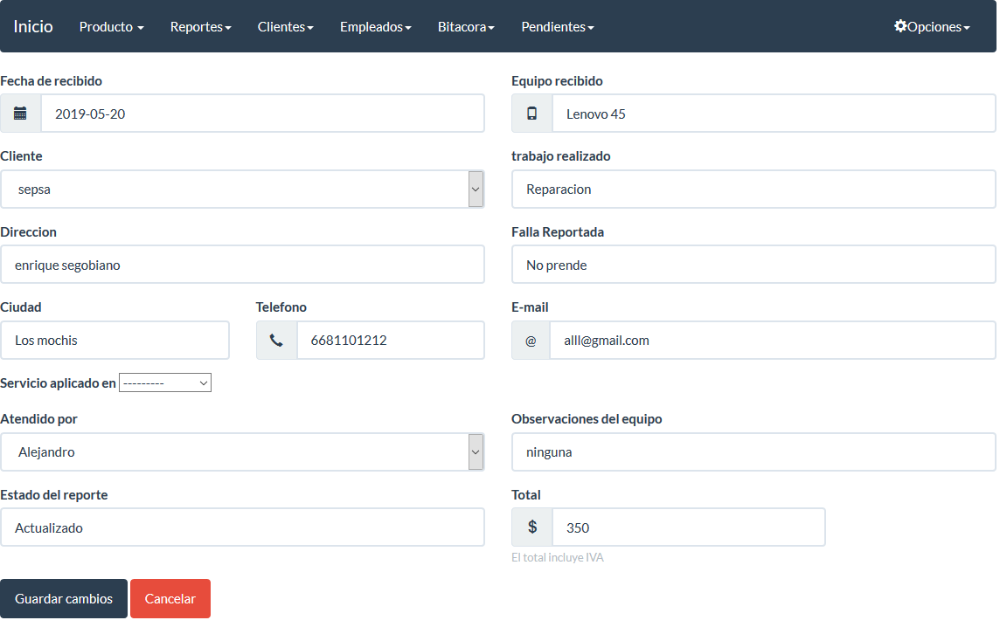 Inicio Producto Reportes Clientes Empleados Bitacora Pendientes Opciones
Fecha de recibido Equipo recibido
2019-05-20 Lenovo 45
Cliente trabajo realizado
sepsa Reparacion
Direccion Falla Reportada
enrique segobiano No prende
Ciudad Telefono E-mail
Los mochis 6681101212 @ alll@gmail.com
Servicio aplicado en ---------
Atendido por Observaciones del equipo
Alejandro ninguna
Estado del reporte Total
Actualizado $ 350
El total incluye IVA
Guardar cambios Cancelar